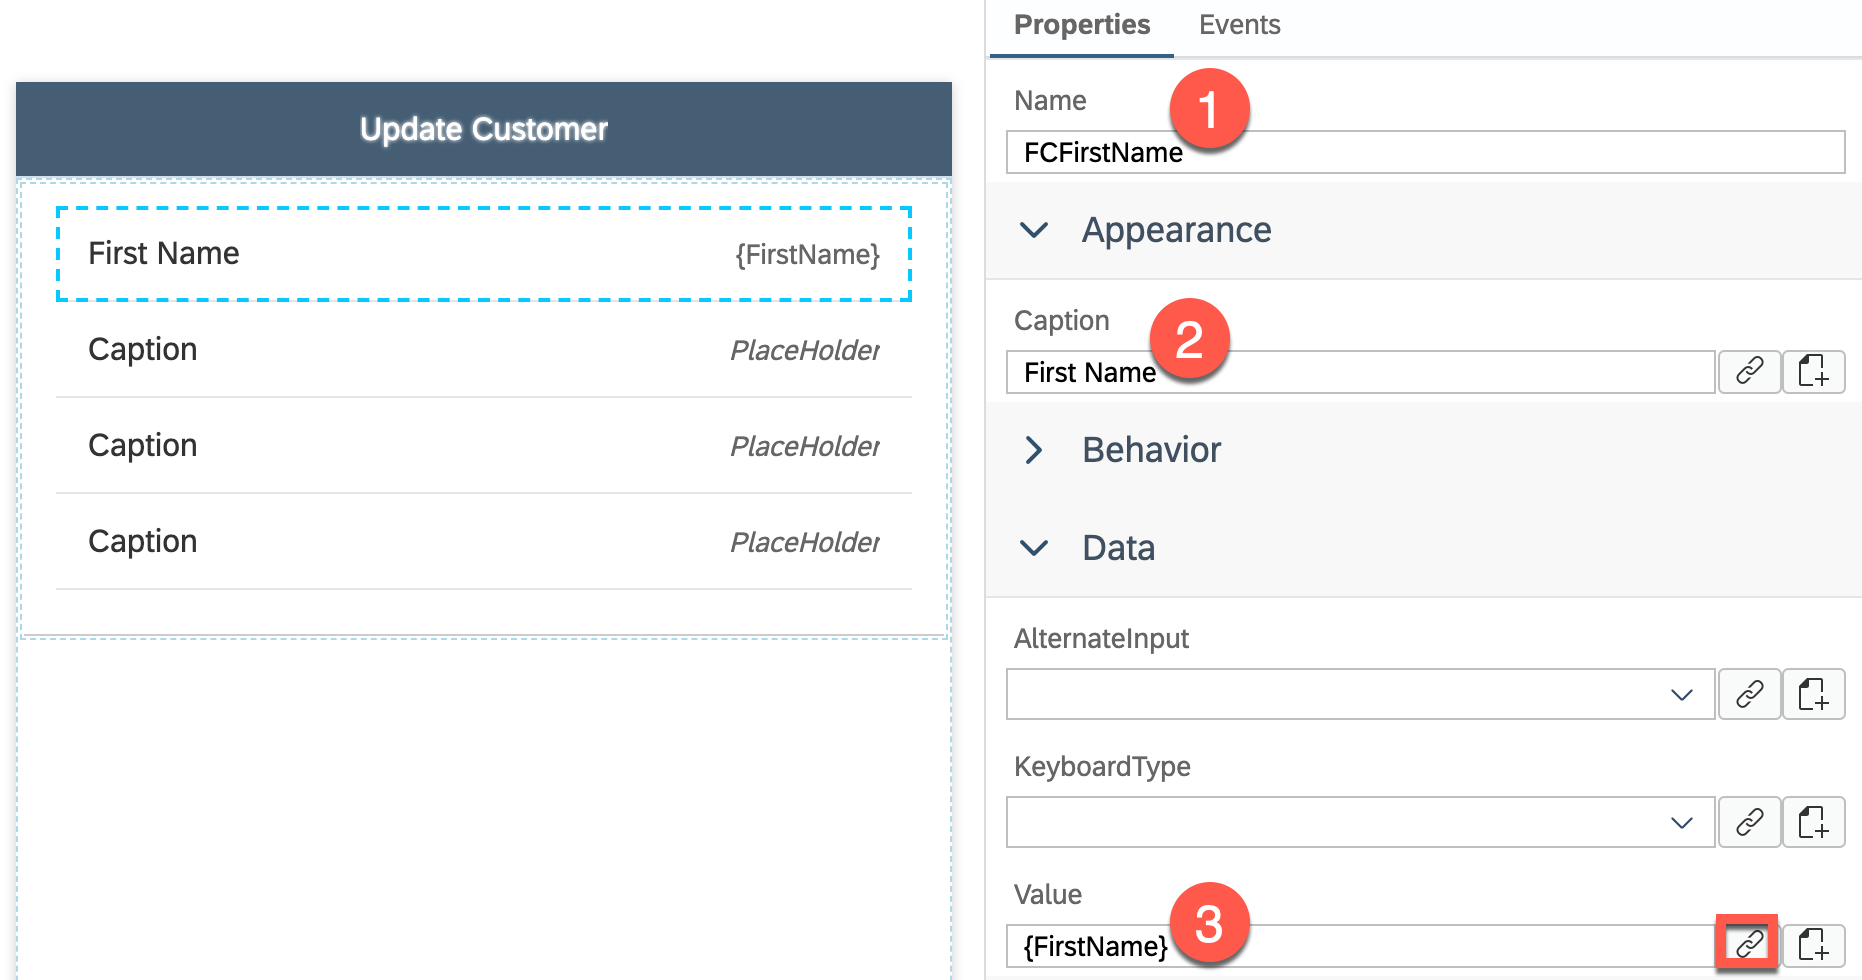 Update Customer
First Name {FirstName}
Caption PlaceHolder
Caption PlaceHolder
Caption PlaceHolder
Properties Events
Name 1
FCFirstName
Appearance
Caption 2
First Name
Behavior
Data
AlternateInput
KeyboardType
Value 3
{FirstName}